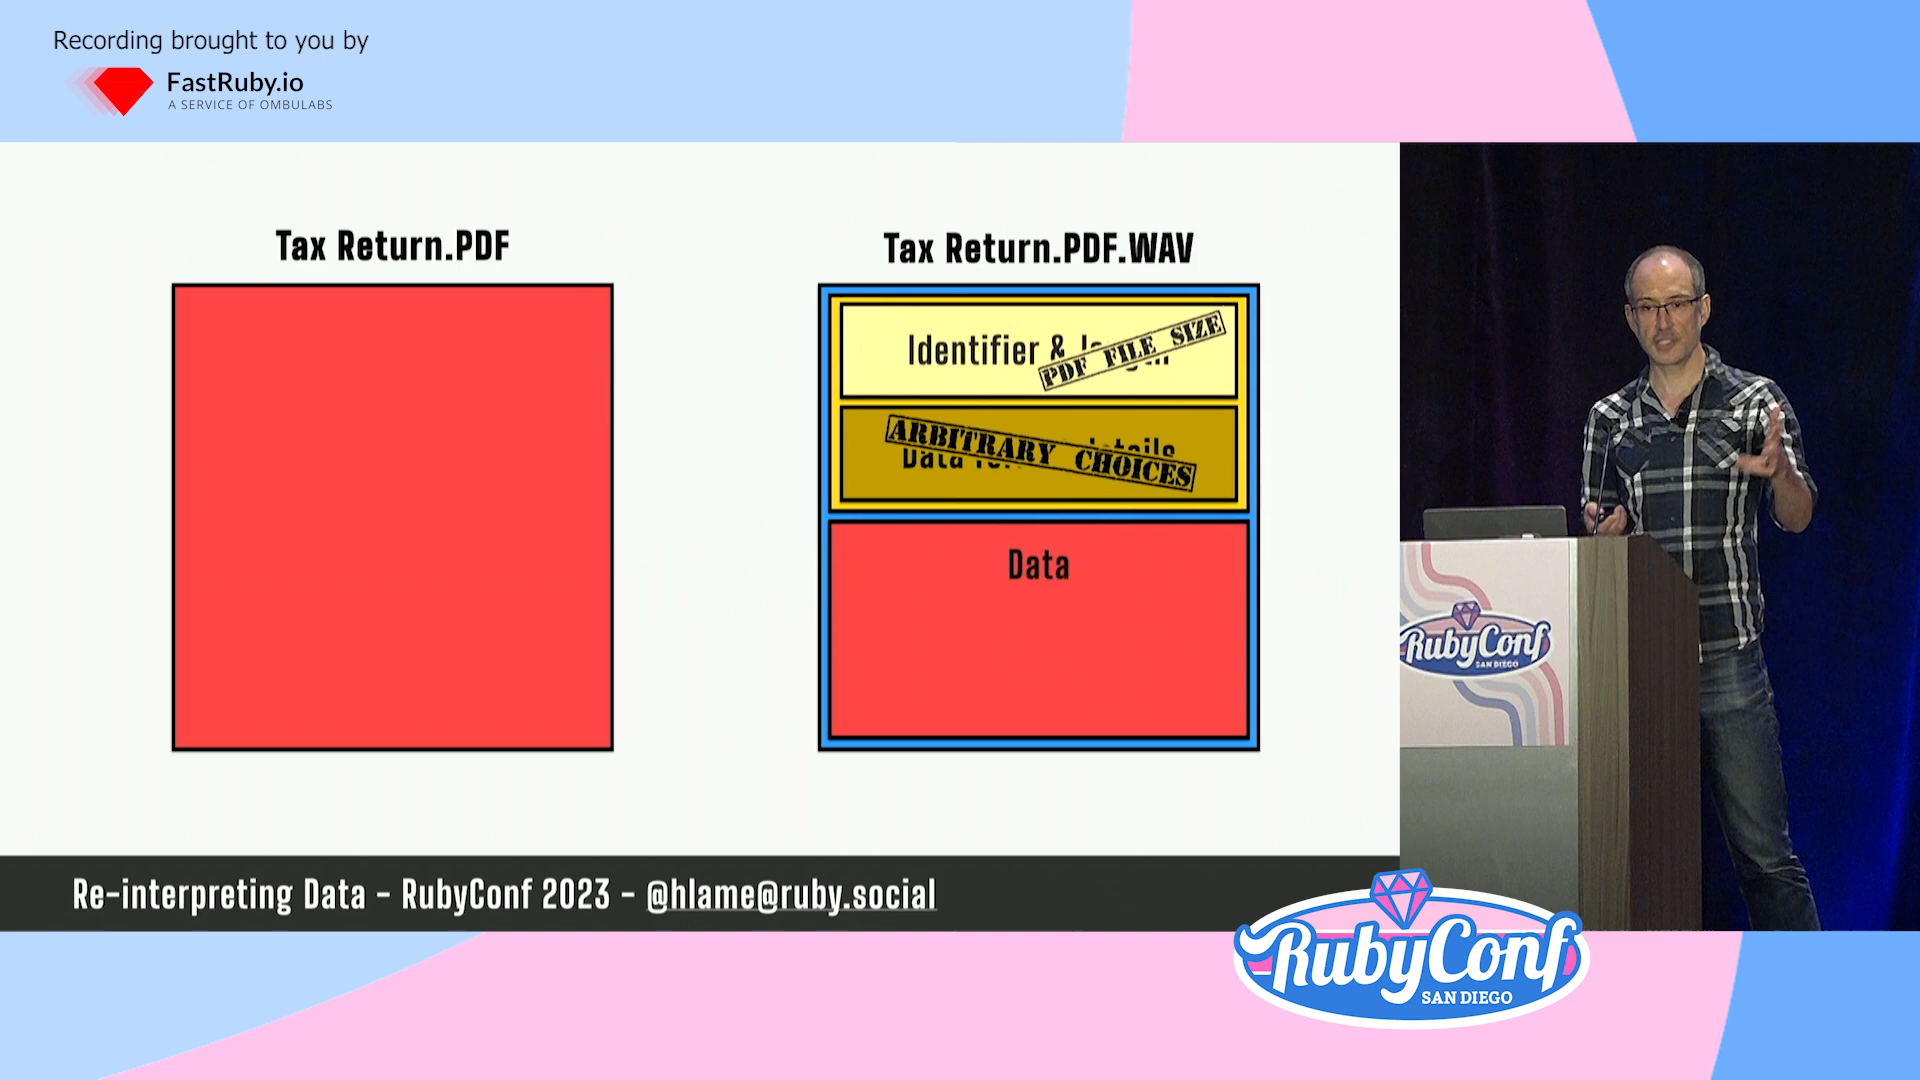 Recording brought to you by
FastRuby.io
A SERVICE OF OMBULABS
Tax Return.PDF
Tax Return.PDF.WAV
Identifier &
PDF FILE SIZE
ARBITRARY CHOICES
Data
Data
RubyConf
SAN DIEGO
Re-interpreting Data - RubyConf 2023 - @hlame@ruby.social
RubyConf
SAN DIEGO